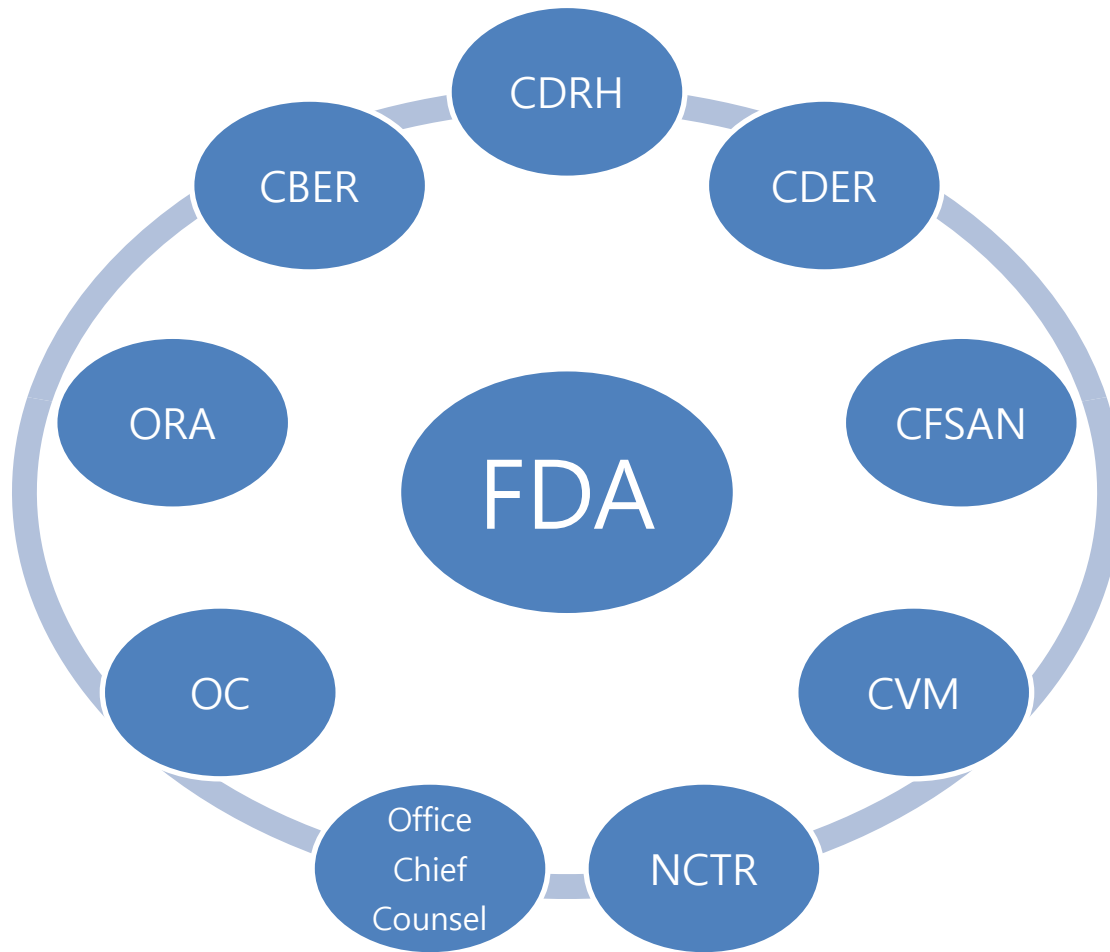 CDRH
CBER
CDER
ORA
CFSAN
FDA
OC
CVM
Office
Chief
Counsel
NCTR